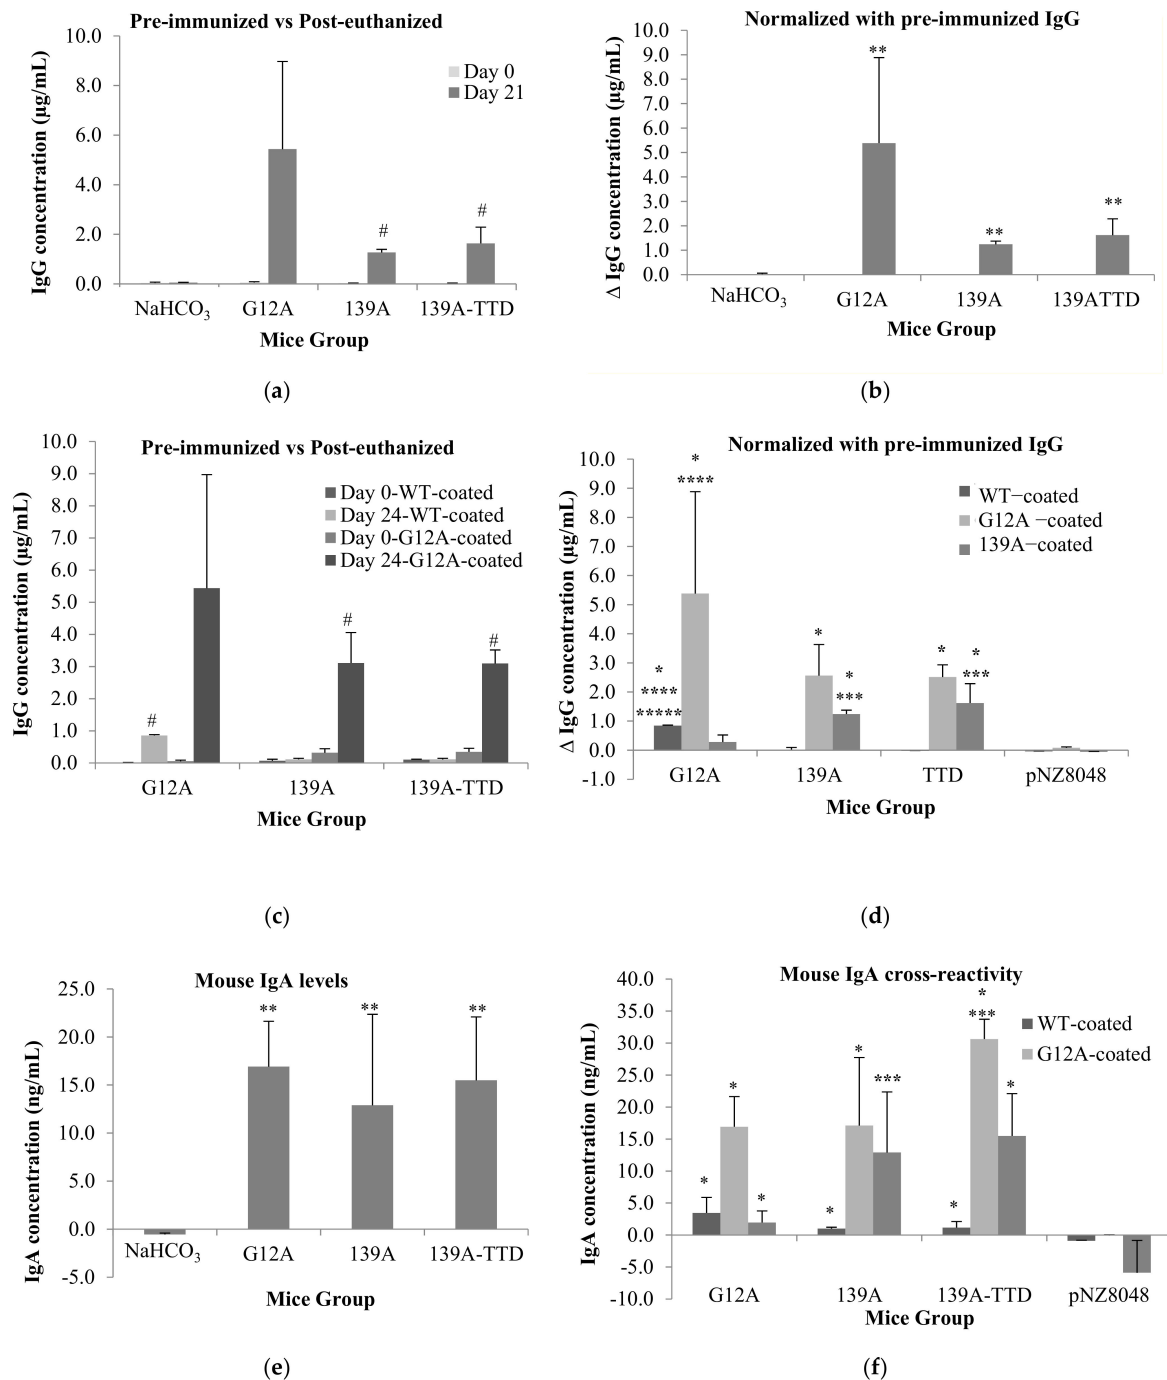 Pre-immunized vs Post-euthanized
10.0
8.0
6.0
4.0
2.0
0.0
IgG concentration (µg/mL)
Day 0
Day 21
#
#
NaHCO3
G12A
139A
139A-TTD
Mice Group
(a)
Normalized with pre-immunized IgG
10.0
9.0
8.0
7.0
6.0
5.0
4.0
3.0
2.0
1.0
0.0
Δ IgG concentration (µg/mL)
**
**
**
NaHCO3
G12A
139A
139ATTD
Mice Group
(b)
Pre-immunized vs Post-euthanized
10.0
9.0
8.0
7.0
6.0
5.0
4.0
3.0
2.0
1.0
0.0
IgG concentration (µg/mL)
Day 0-WT-coated
Day 24-WT-coated
Day 0-G12A-coated
Day 24-G12A-coated
#
#
#
G12A
139A
139A-TTD
Mice Group
(c)
Normalized with pre-immunized IgG
10.0
9.0
8.0
7.0
6.0
5.0
4.0
3.0
2.0
1.0
0.0
-1.0
Δ IgG concentration (µg/mL)
WT−coated
G12A −coated
139A−coated
*
****
*
****
*****
*
*
***
*
*
***
G12A
139A
TTD
pNZ8048
Mice Group
(d)
Mouse IgA levels
25.0
20.0
15.0
10.0
5.0
0.0
-5.0
IgA concentration (ng/mL)
**
**
**
NaHCO3
G12A
139A
139A-TTD
Mice Group
(e)
Mouse IgA cross-reactivity
40.0
35.0
30.0
25.0
20.0
15.0
10.0
5.0
0.0
-5.0
-10.0
IgA concentration (ng/mL)
WT-coated
G12A-coated
*
*
*
*
*
***
*
*
***
*
G12A
139A
139A-TTD
pNZ8048
Mice Group
(f)